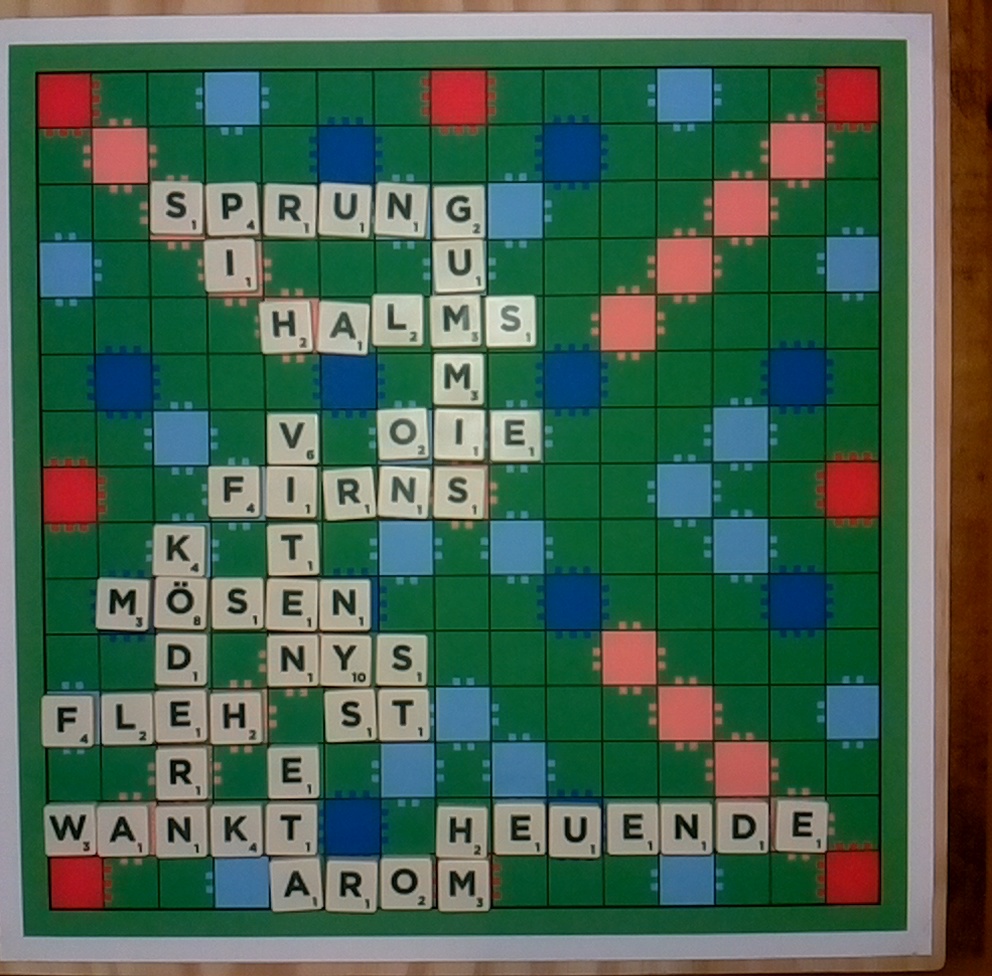 SPRUNG
I U
HALMS
M
V OIE
FIRNS
K T
MÖSEN
D NYS
FLEH ST
R E
WANKT HEUENDE
AROM